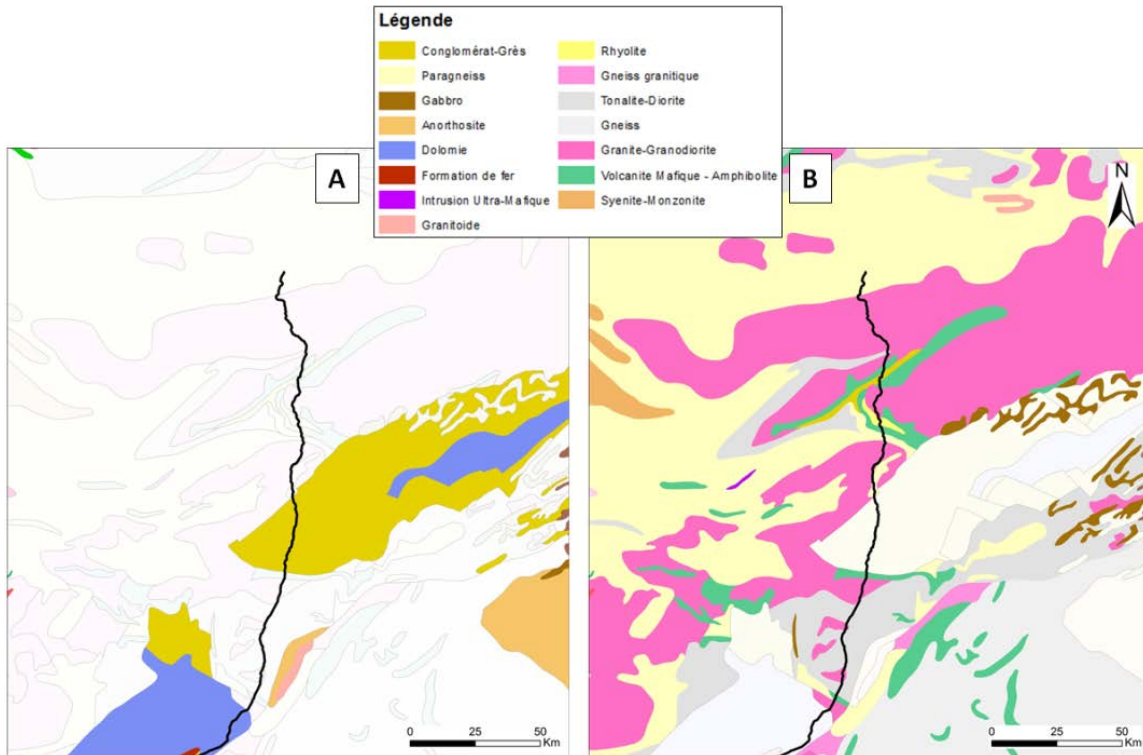 Légende
Conglomérat-Grès
Rhyolite
Paragneiss
Gneiss granitique
Gabbro
Tonalite-Diorite
Anorthosite
Gneiss
Dolomie
Granite-Granodiorite
Formation de fer
Volcanite Mafique - Amphibolite
Intrusion Ultra-Mafique
Syenite-Monzonite
Granitoide
A
B
N
0 25 50
Km
0 25 50
Km